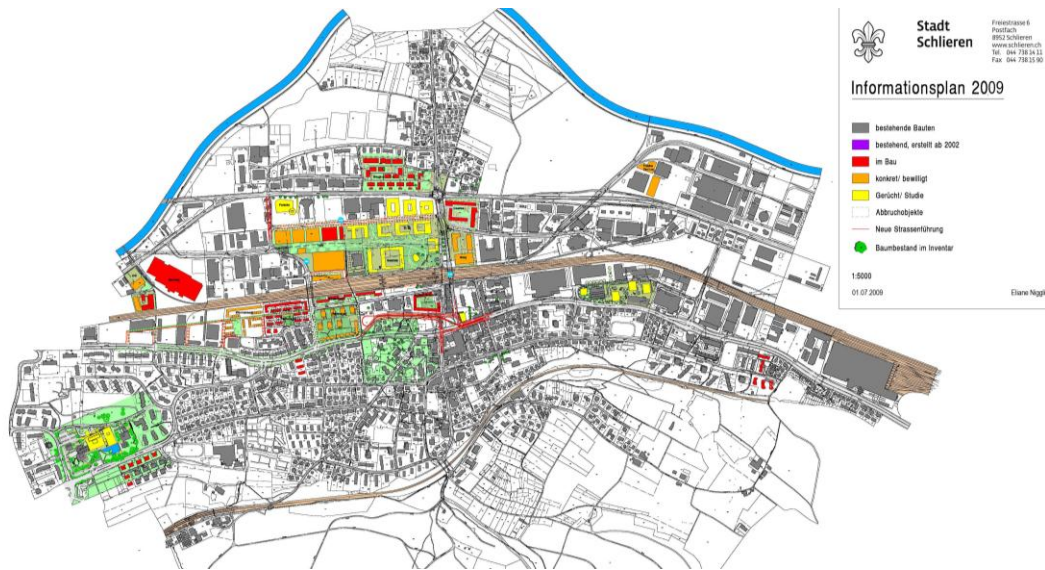 Stadt
Schlieren
Freiestrasse 6
Postfach
8952 Schlieren
www.schlieren.ch
Tel. 044 738 14 11
Fax 044 738 15 90
Informationsplan 2009
bestehende Bauten
bestehend, erstellt ab 2002
im Bau
konkret/ bewilligt
Gerücht/ Studie
Abbruchobjekte
Neue Strassenführung
Baumbestand im Inventar
1:5000
01.07.2009
Eliane Niggli